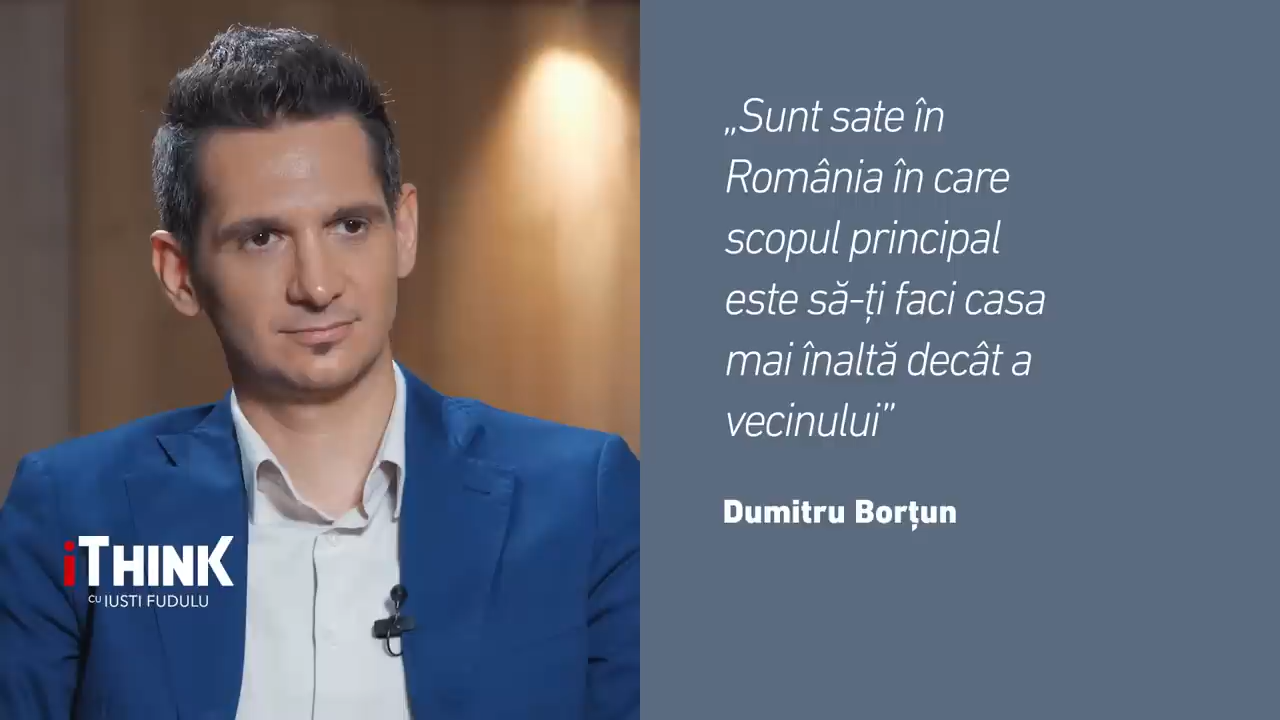 iTHINK
CU IUSTI FUDULU
„Sunt sate în
România în care
scopul principal
este să-ți faci casa
mai înaltă decât a
vecinului”
Dumitru Borțun